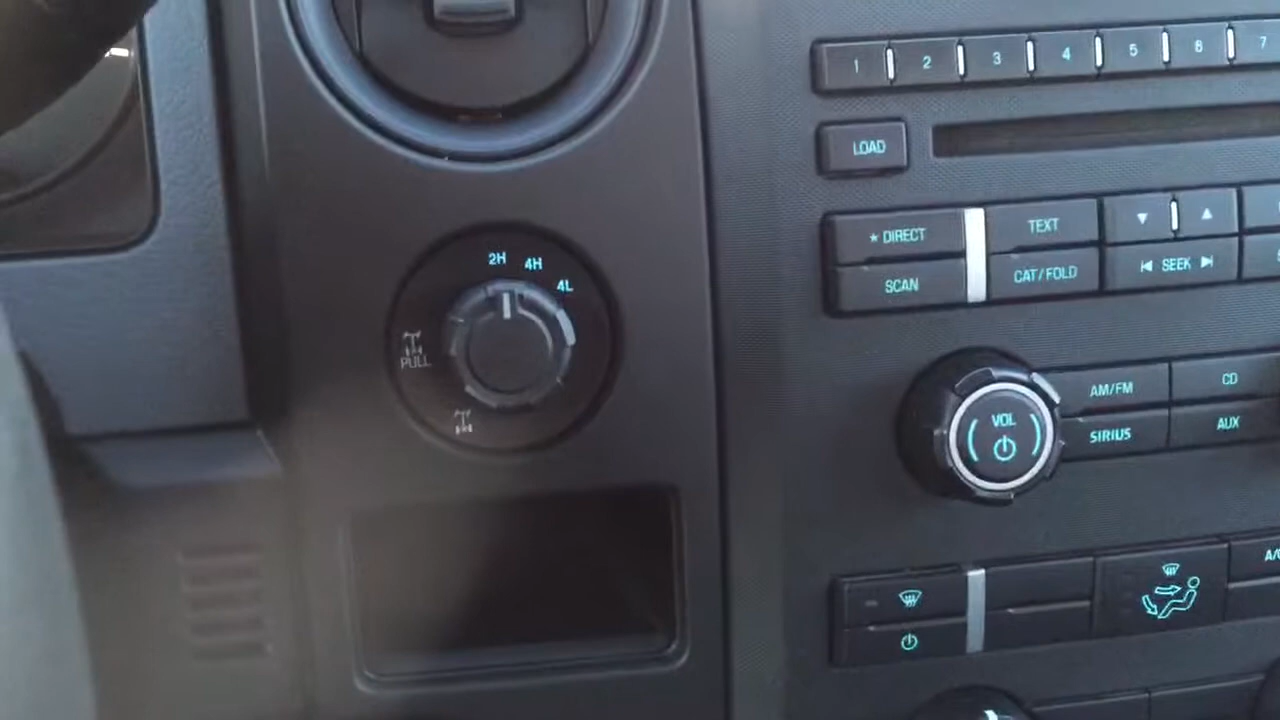 1 2 3 4 5 6 7
LOAD
2H 4H 4L
★ DIRECT TEXT
SCAN CAT/FOLD SEEK
PULL
AM/FM CD
VOL
SIRIUS AUX